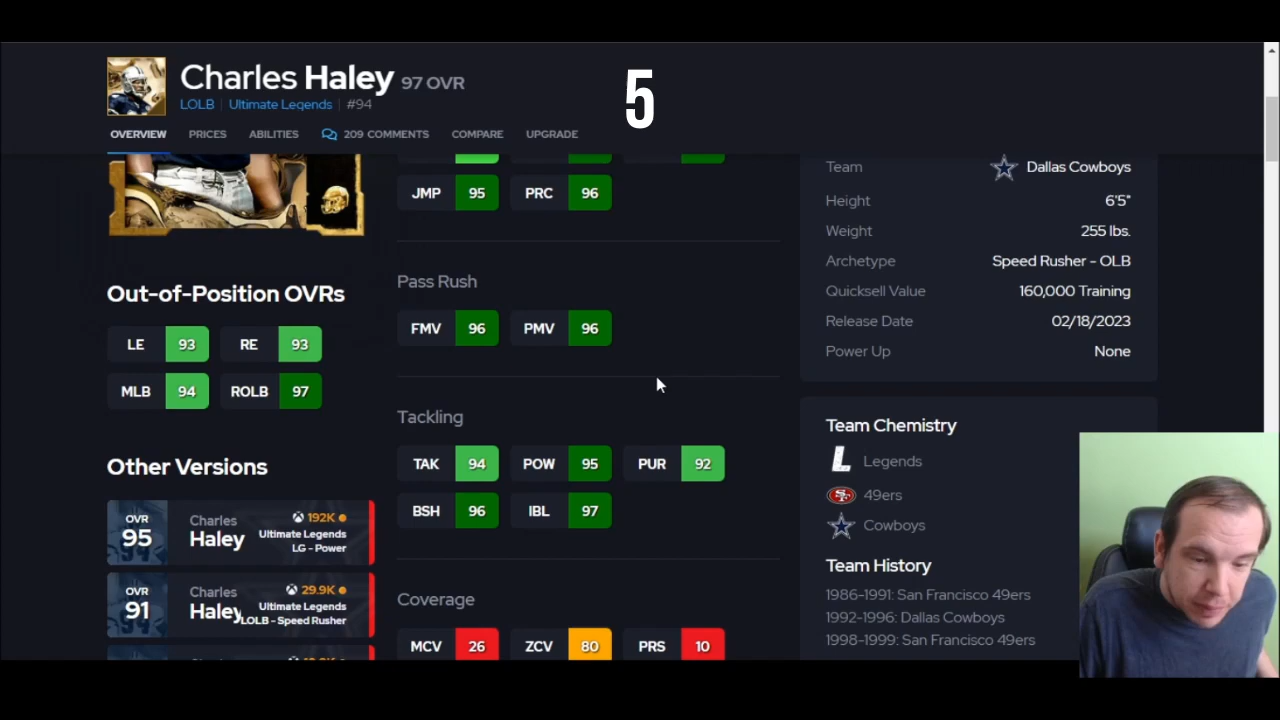 Charles Haley 97 OVR
5
LOLB Ultimate Legends #94
OVERVIEW PRICES ABILITIES 209 COMMENTS COMPARE UPGRADE
JMP 95 PRC 96
Pass Rush
FMV 96 PMV 96
Tackling
TAK 94 POW 95 PUR 92
BSH 96 IBL 97
Coverage
MCV 26 ZCV 80 PRS 10
Out-of-Position OVRs
LE 93 RE 93
MLB 94 ROLB 97
Other Versions
OVR 95 Charles Haley 192K
Ultimate Legends
LG - Power
OVR 91 Charles Haley 29.9K
Ultimate Legends
LOLB - Speed Rusher
Team Dallas Cowboys
Height 6'5"
Weight 255 lbs.
Archetype Speed Rusher - OLB
Quicksell Value 160,000 Training
Release Date 02/18/2023
Power Up None
Team Chemistry
L Legends
49ers
Cowboys
Team History
1986-1991: San Francisco 49ers
1992-1996: Dallas Cowboys
1998-1999: San Francisco 49ers